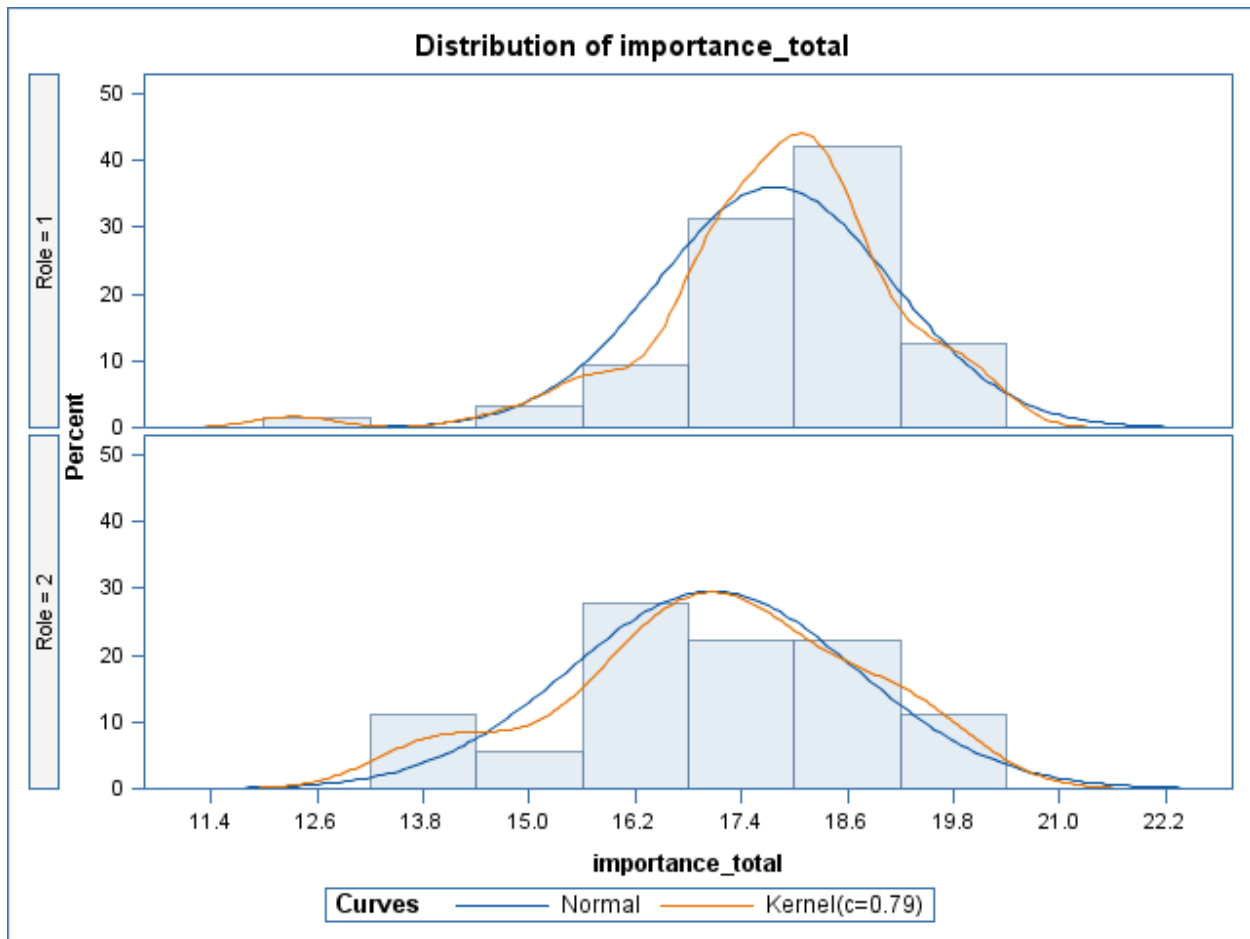 Distribution of importance_total
Role = 1
50
40
30
20
10
0
Percent
Role = 2
50
40
30
20
10
0
11.4 12.6 13.8 15.0 16.2 17.4 18.6 19.8 21.0 22.2
importance_total
Curves Normal Kernel(c=0.79)